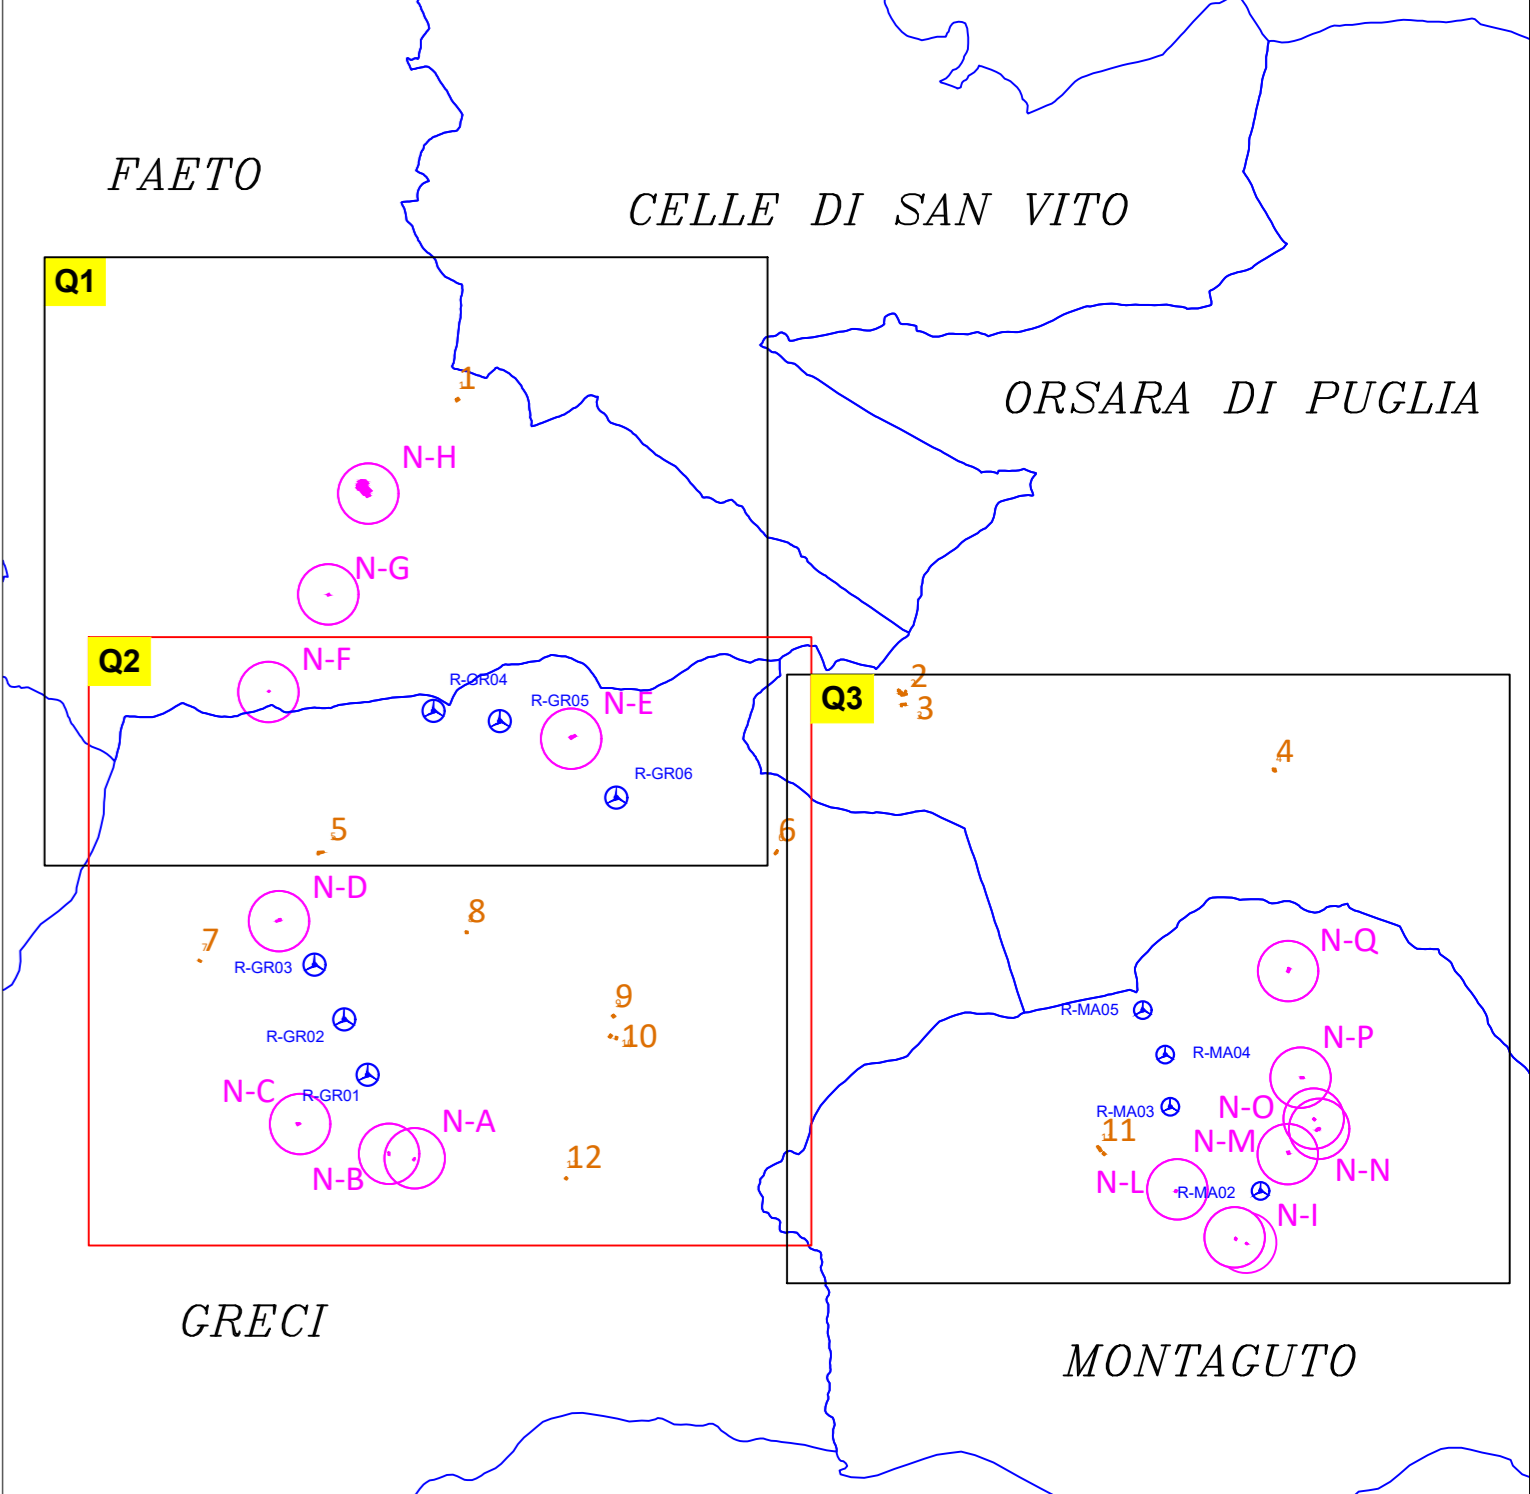 FAETO
CELLE DI SAN VITO
Q1
1
ORSARA DI PUGLIA
N-H
N-G
Q2
N-F
R-GR04
R-GR05
N-E
Q3
2
3
R-GR06
4
5
6
N-D
8
7
R-GR03
N-Q
9
R-MA05
R-GR02
10
N-P
R-MA04
N-C
R-GR01
N-A
N-O
R-MA03
11
N-M
12
N-B
N-L
R-MA02
N-N
N-I
GRECI
MONTAGUTO